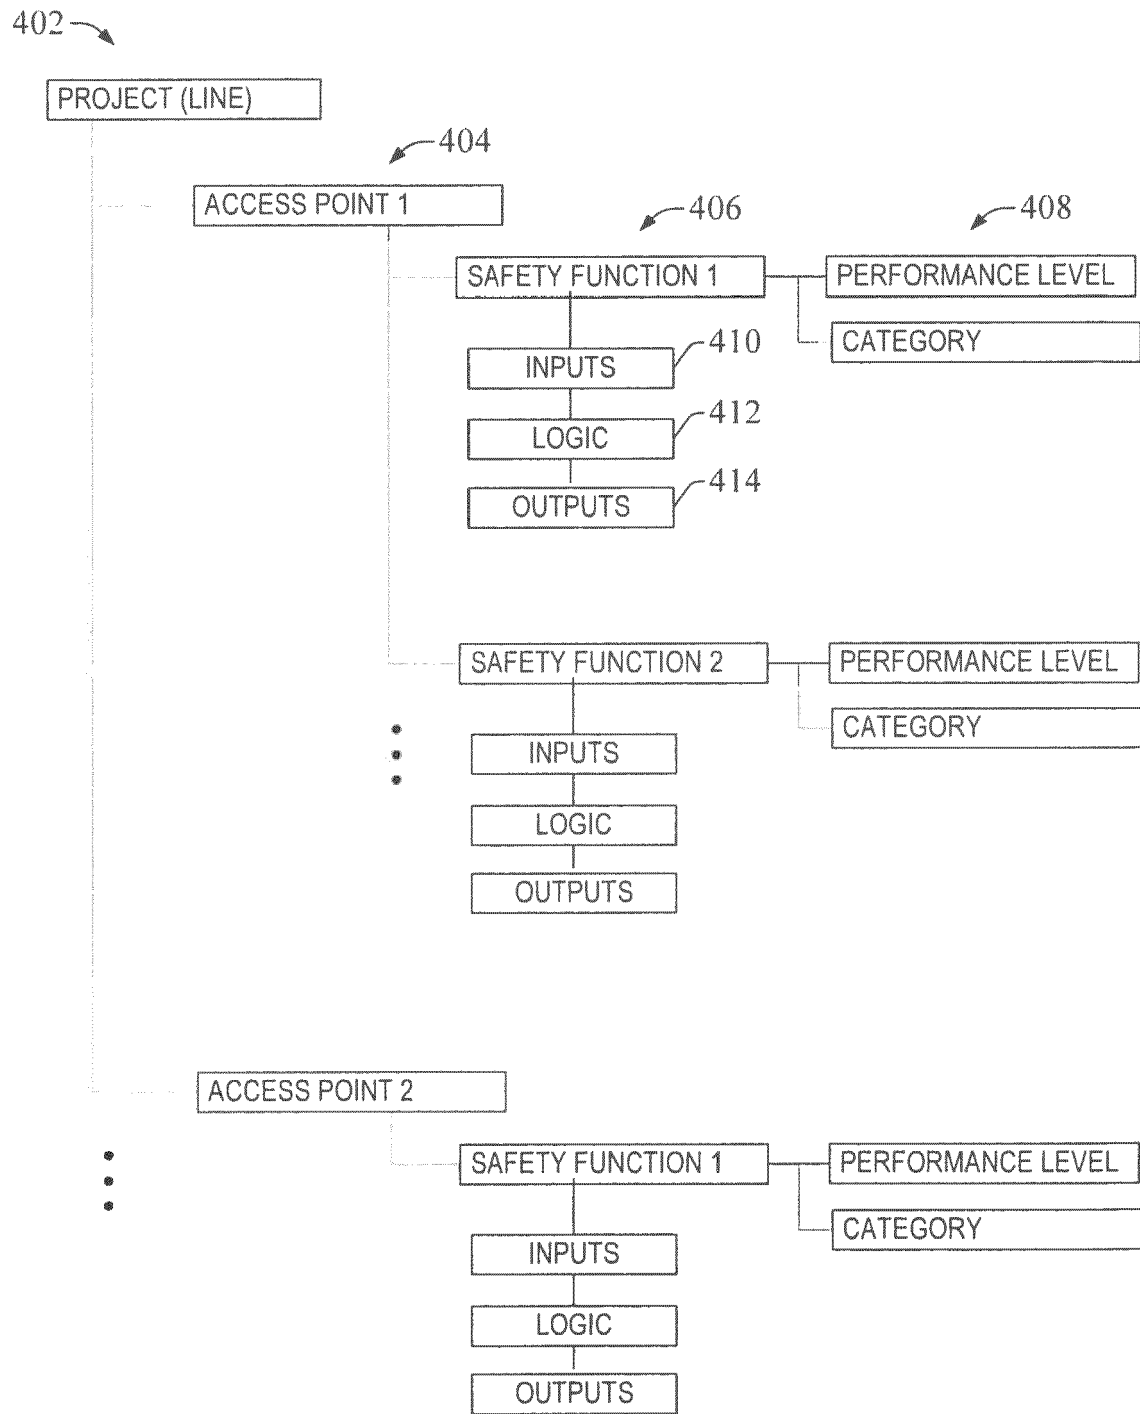 402
PROJECT (LINE)
404
ACCESS POINT 1
406
408
SAFETY FUNCTION 1
PERFORMANCE LEVEL
CATEGORY
INPUTS
410
LOGIC
412
OUTPUTS
414
SAFETY FUNCTION 2
PERFORMANCE LEVEL
CATEGORY
INPUTS
LOGIC
OUTPUTS
ACCESS POINT 2
SAFETY FUNCTION 1
PERFORMANCE LEVEL
CATEGORY
INPUTS
LOGIC
OUTPUTS